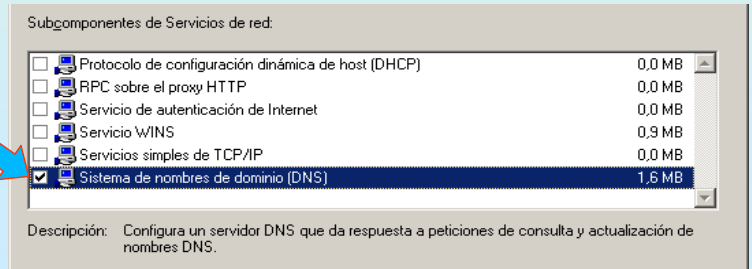 Subcomponentes de Servicios de red:
Protocolo de configuración dinámica de host (DHCP) 0,0 MB
RPC sobre el proxy HTTP 0,0 MB
Servicio de autenticación de Internet 0,0 MB
Servicio WINS 0,9 MB
Servicios simples de TCP/IP 0,0 MB
Sistema de nombres de dominio (DNS) 1,6 MB
Descripción: Configura un servidor DNS que da respuesta a peticiones de consulta y actualización de
nombres DNS.